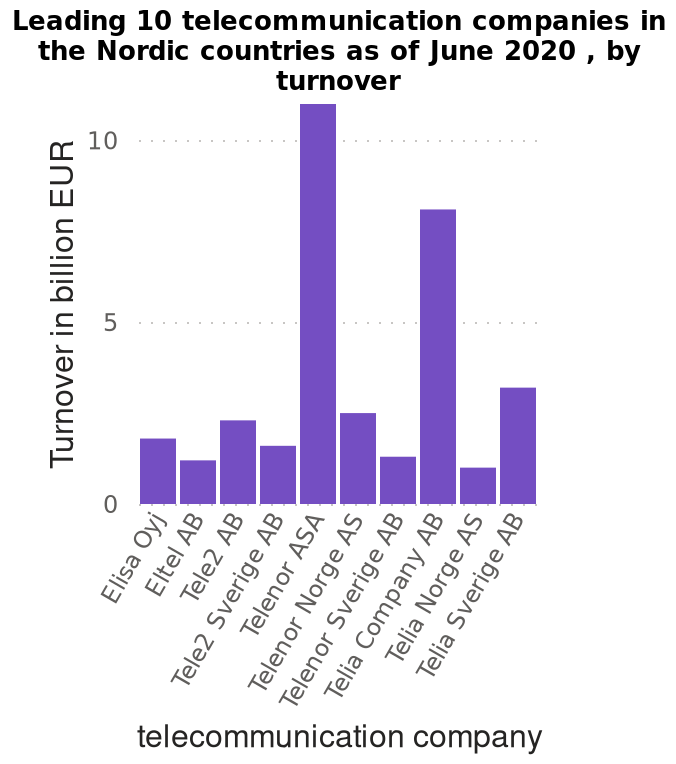 Leading 10 telecommunication companies in
the Nordic countries as of June 2020 , by
turnover
Turnover in billion EUR
10
5
0
Elisa Oyj
Eltel AB
Tele2 AB
Tele2 Sverige AB
Telenor ASA
Telenor Norge AS
Telenor Sverige AB
Telia Company AB
Telia Norge AS
Telia Sverige AB
telecommunication company